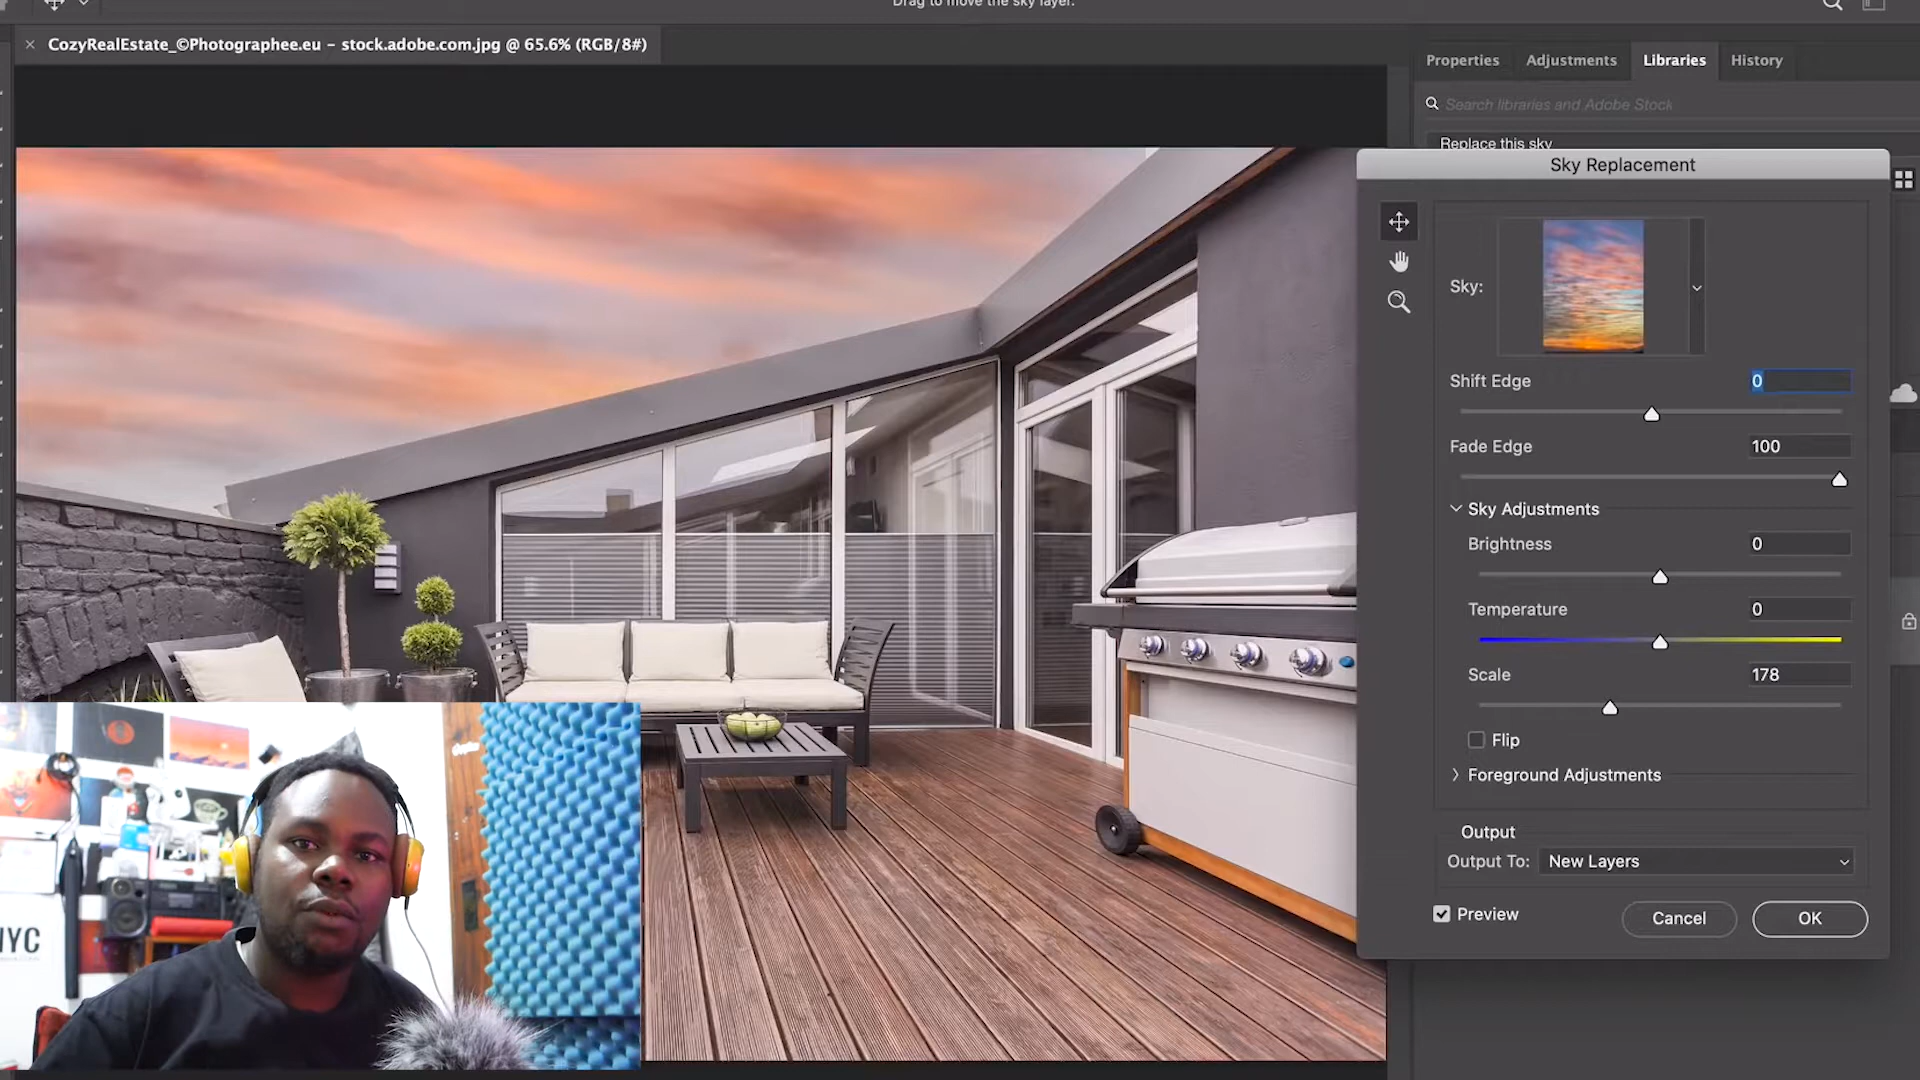 Drag to move the sky layer.
CozyRealEstate_©Photographee.eu – stock.adobe.com.jpg @ 65.6% (RGB/8#)
Properties
Adjustments
Libraries
History
Search libraries and Adobe Stock
Replace this sky
Sky Replacement
Sky:
Shift Edge
0
Fade Edge
100
Sky Adjustments
Brightness
0
Temperature
0
Scale
178
Flip
Foreground Adjustments
Output
Output To:
New Layers
Preview
Cancel
OK